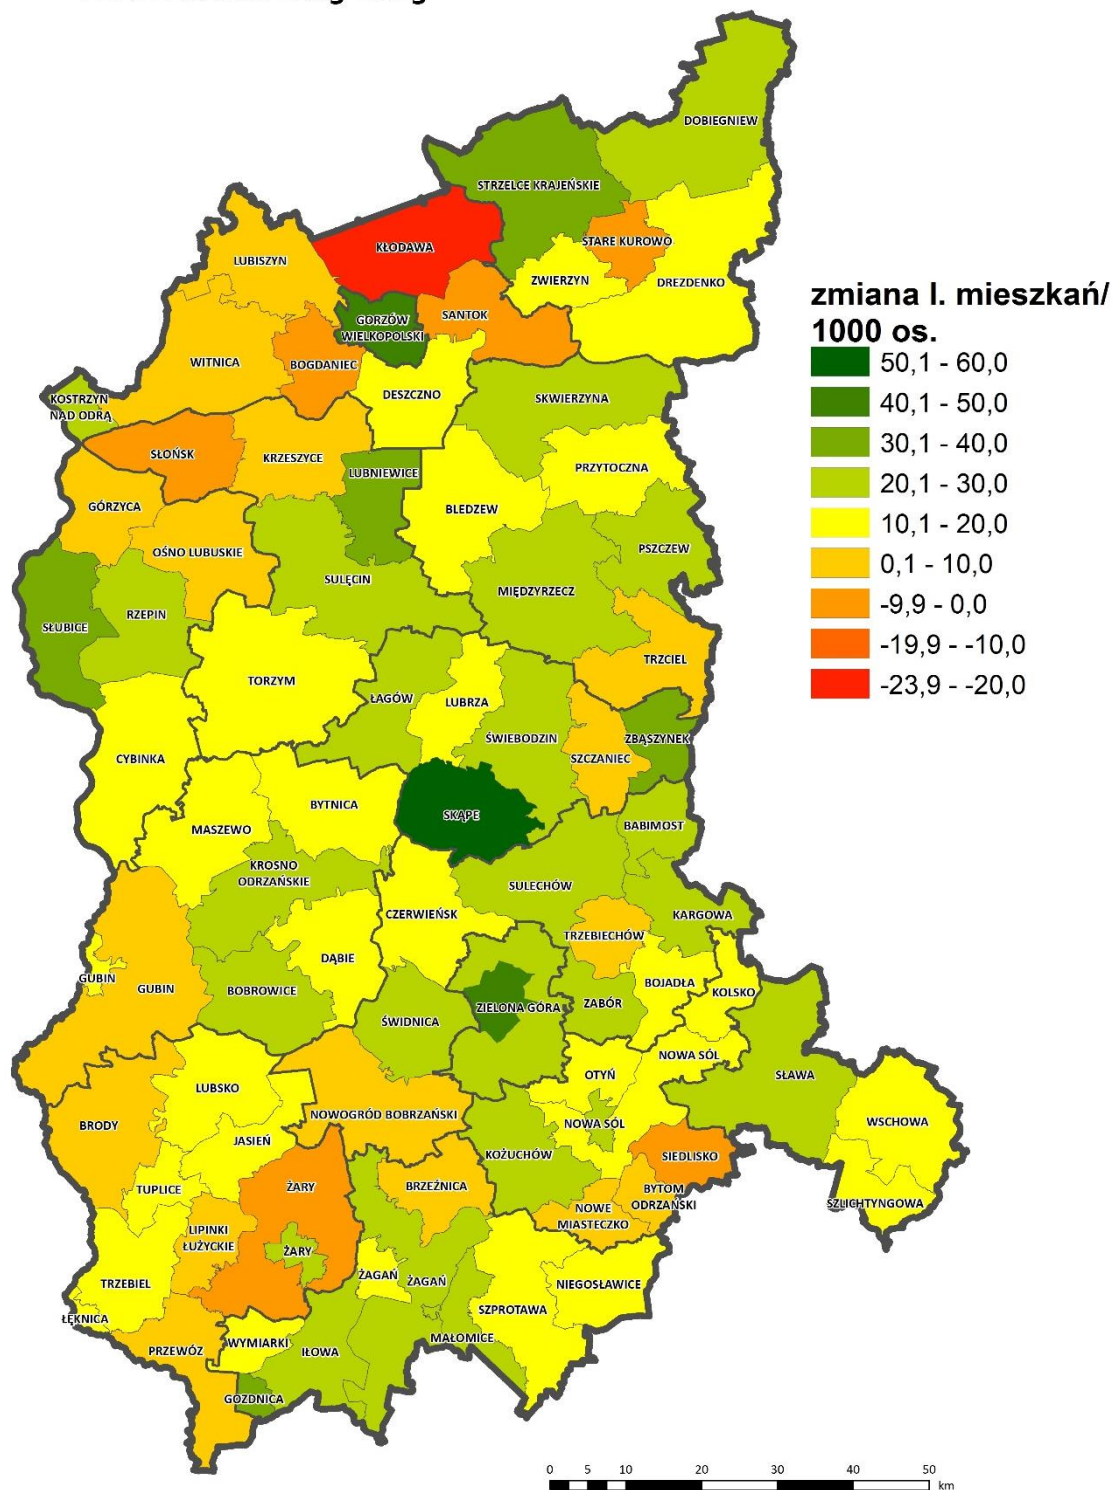 DOBIEGNIEW
STRZELCE KRAJEŃSKIE
KŁODAWA
STARE KUROWO
LUBISZYN
ZWIERZYN
DREZDENKO
zmiana l. mieszkań/
1000 os.
50,1 - 60,0
40,1 - 50,0
30,1 - 40,0
20,1 - 30,0
10,1 - 20,0
0,1 - 10,0
-9,9 - 0,0
-19,9 - -10,0
-23,9 - -20,0
GORZÓW
WIELKOPOLSKI
SANTOK
WITNICA
BOGDANIEC
DESZCZNO
KOSTRZYN
NAD ODRĄ
SKWIERZYNA
SŁOŃSK
KRZESZYCE
LUBNIEWICE
PRZYTOCZNA
GÓRZYCA
BLEDZEW
OŚNO LUBUSKIE
PSZCZEW
SULĘCIN
MIĘDZYRZECZ
SŁUBICE
RZEPIN
TORZYM
TRZCIEL
ŁAGÓW
LUBRZA
ŚWIEBODZIN
ZBĄSZYNEK
CYBINKA
SZCZANIEC
BYTNICA
SKĄPE
MASZEWO
BABIMOST
KROSNO
ODRZAŃSKIE
SULECHÓW
CZERWIEŃSK
KARGOWA
TRZEBIECHÓW
DĄBIE
GUBIN
GUBIN
BOBROWICE
BOJADŁA
KOLSKO
ZIELONA GÓRA
ZABÓR
ŚWIDNICA
NOWA SÓL
OTYŃ
SŁAWA
LUBSKO
NOWOGRÓD BOBRZAŃSKI
BRODY
NOWA SÓL
WSCHOWA
JASIEŃ
KOŻUCHÓW
SIEDLISKO
TUPLICE
ŻARY
BRZEŹNICA
BYTOM
ODRZAŃSKI
SZLICHTYNGOWA
NOWE
MIASTECZKO
LIPINKI
ŁUŻYCKIE
ŻARY
TRZEBIEL
ŻAGAŃ
ŻAGAŃ
NIEGOSŁAWICE
SZPROTAWA
ŁĘKNICA
MAŁOMICE
WYMIARKI
PRZEWÓZ
IŁOWA
GOZDNICA
0 5 10 20 30 40 50
km